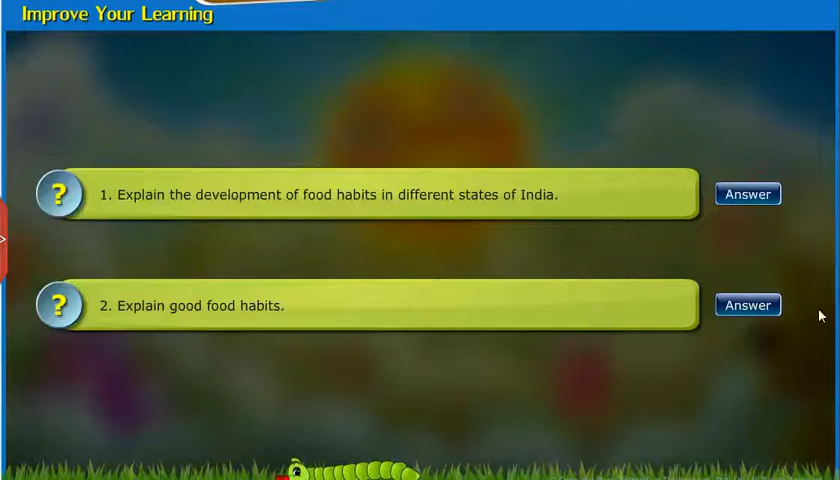 Improve Your Learning
? 1. Explain the development of food habits in different states of India. Answer
? 2. Explain good food habits. Answer